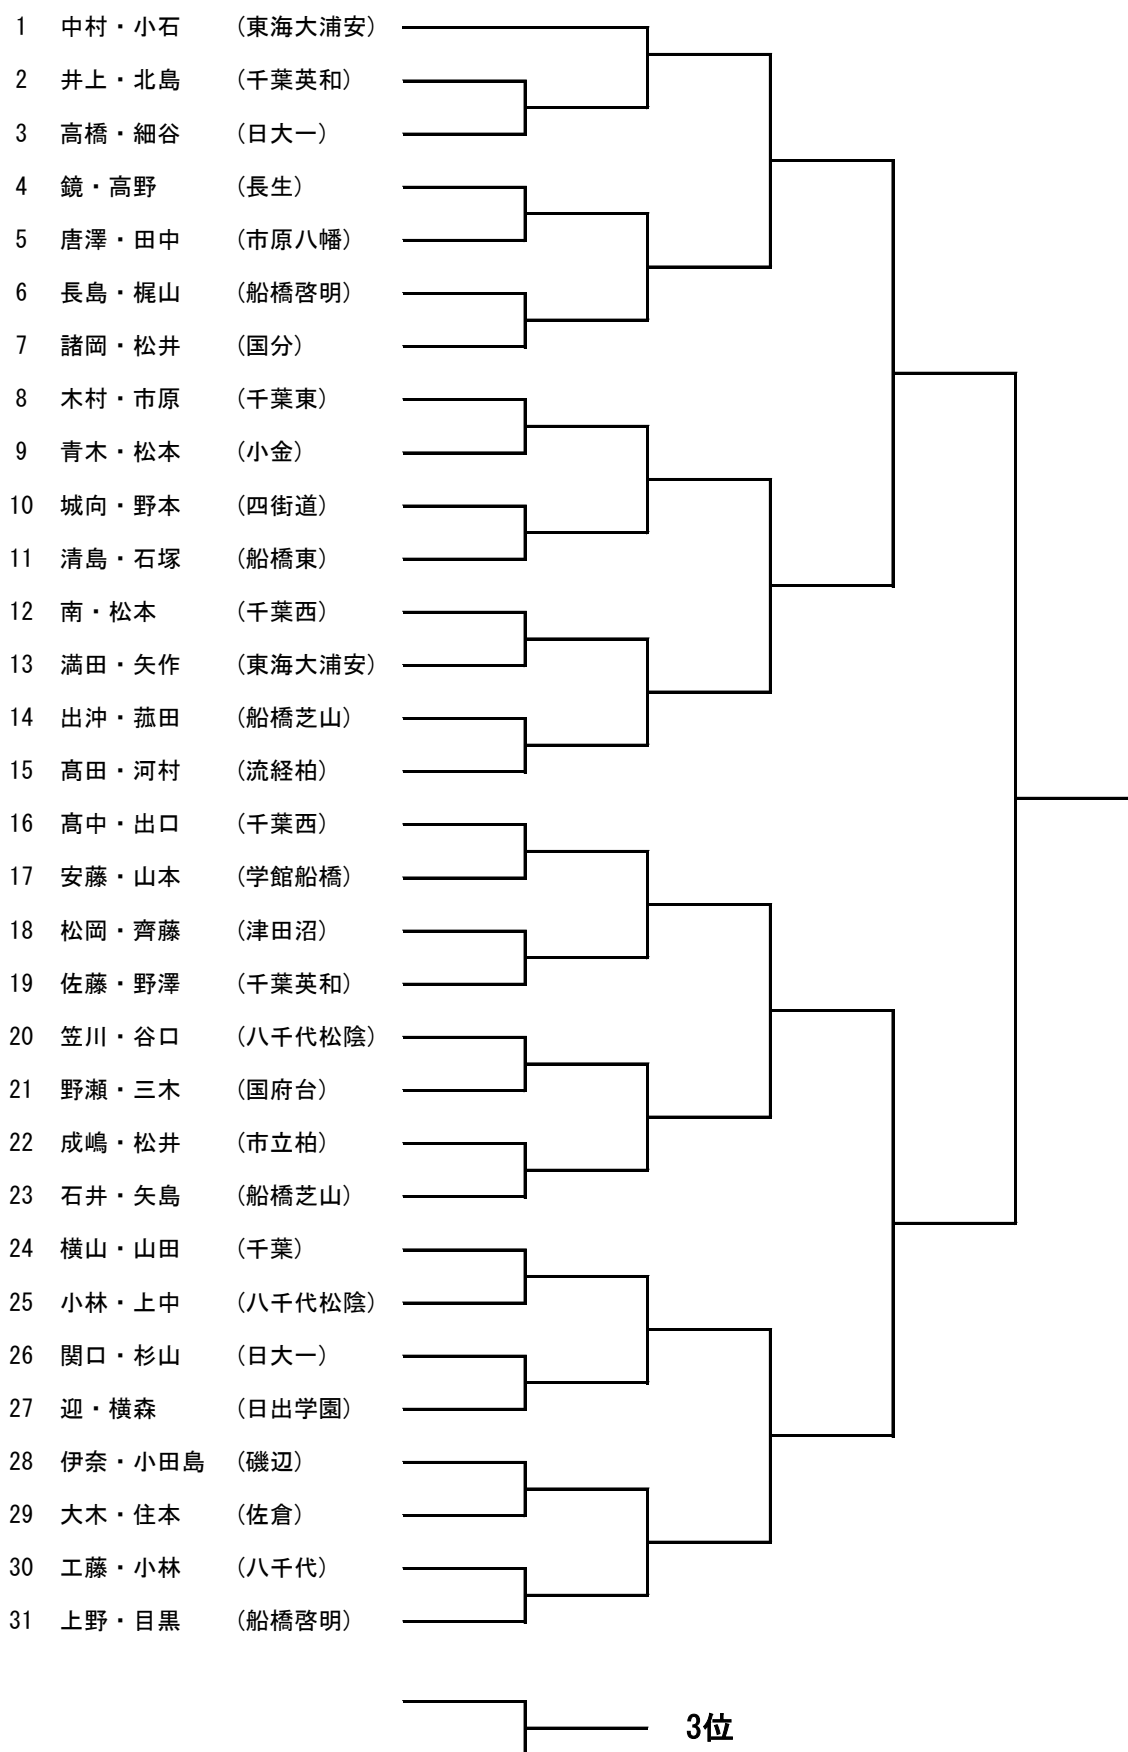 1 中村・小石 (東海大浦安)
2 井上・北島 (千葉英和)
3 高橋・細谷 (日大一)
4 鏡・高野 (長生)
5 唐澤・田中 (市原八幡)
6 長島・梶山 (船橋啓明)
7 諸岡・松井 (国分)
8 木村・市原 (千葉東)
9 青木・松本 (小金)
10 城向・野本 (四街道)
11 清島・石塚 (船橋東)
12 南・松本 (千葉西)
13 満田・矢作 (東海大浦安)
14 出沖・菰田 (船橋芝山)
15 髙田・河村 (流経柏)
16 髙中・出口 (千葉西)
17 安藤・山本 (学館船橋)
18 松岡・齊藤 (津田沼)
19 佐藤・野澤 (千葉英和)
20 笠川・谷口 (八千代松陰)
21 野瀬・三木 (国府台)
22 成嶋・松井 (市立柏)
23 石井・矢島 (船橋芝山)
24 横山・山田 (千葉)
25 小林・上中 (八千代松陰)
26 関口・杉山 (日大一)
27 迎・横森 (日出学園)
28 伊奈・小田島 (磯辺)
29 大木・住本 (佐倉)
30 工藤・小林 (八千代)
31 上野・目黒 (船橋啓明)
3位